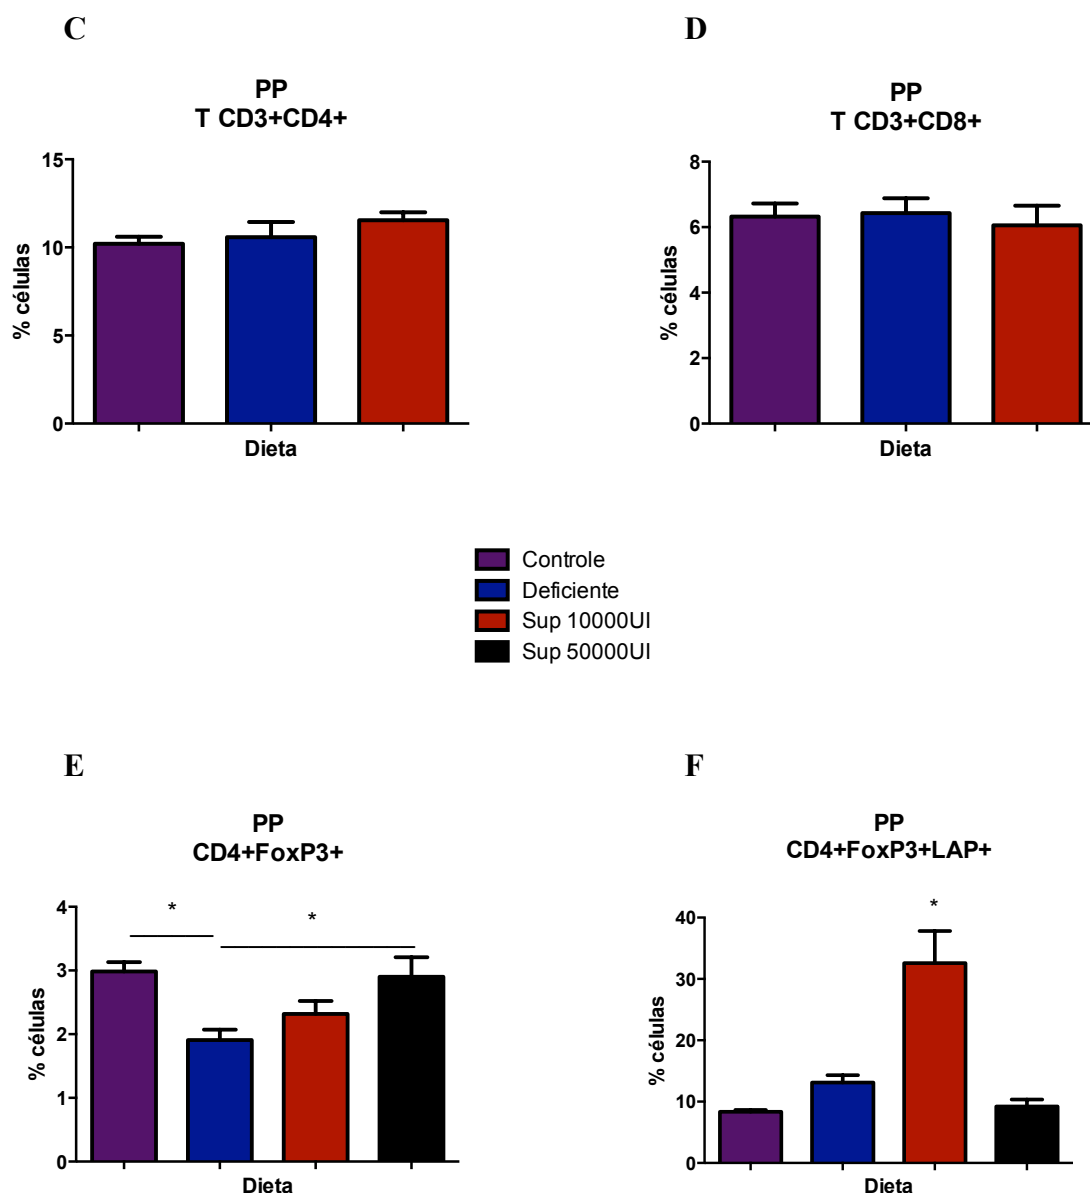 C
PP
T CD3+CD4+
15
10
5
0
% células
Dieta
D
PP
T CD3+CD8+
8
6
4
2
0
% células
Dieta
Controle
Deficiente
Sup 10000UI
Sup 50000UI
E
PP
CD4+FoxP3+
*
*
4
3
2
1
0
% células
Dieta
F
PP
CD4+FoxP3+LAP+
*
40
30
20
10
0
% células
Dieta